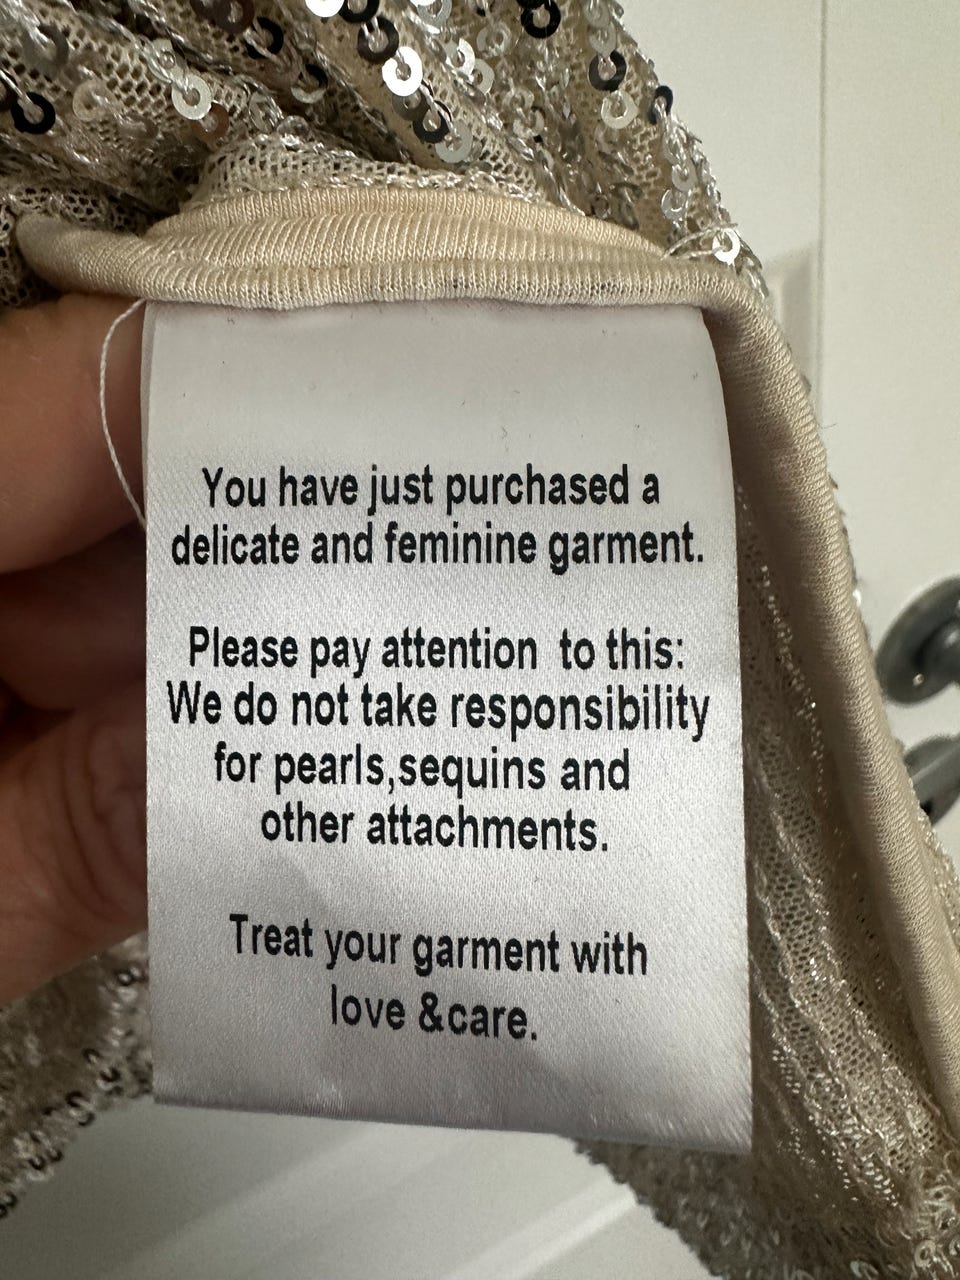 You have just purchased a
delicate and feminine garment.
Please pay attention to this:
We do not take responsibility
for pearls,sequins and
other attachments.
Treat your garment with
love &care.